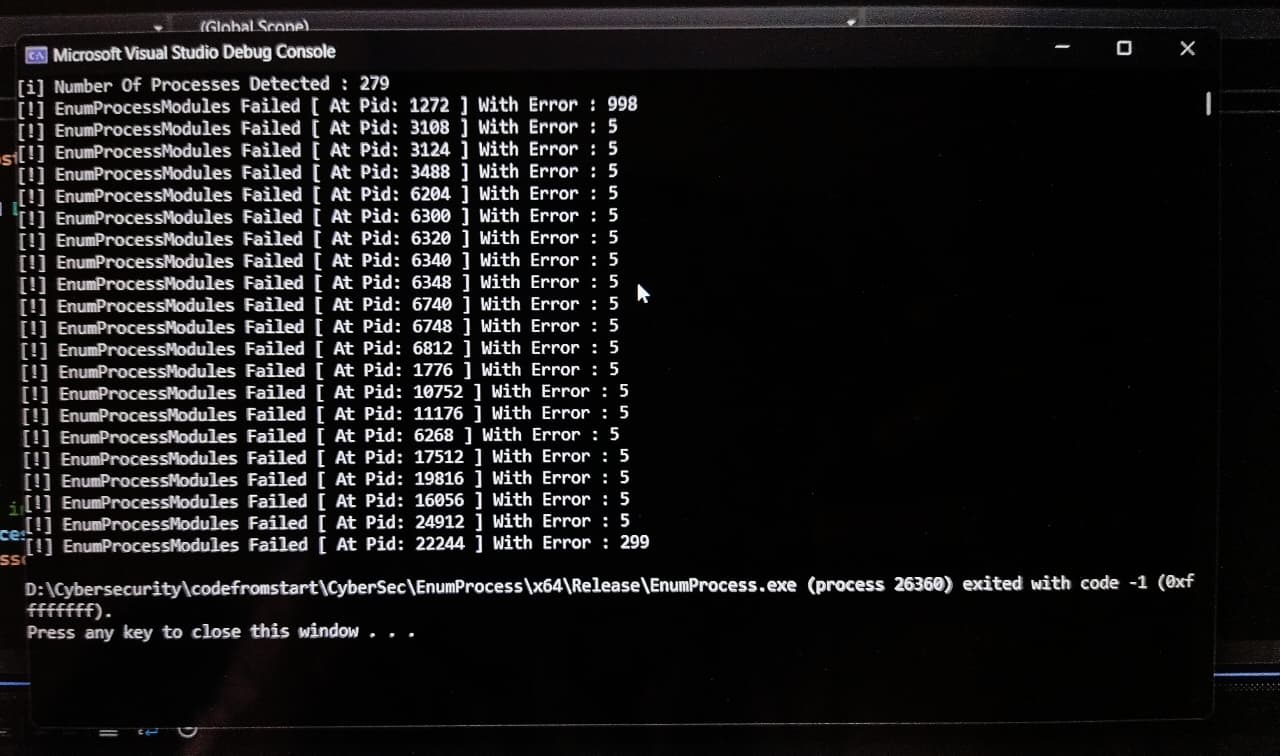 (Global Scope)
Microsoft Visual Studio Debug Console
[i] Number Of Processes Detected : 279
[!] EnumProcessModules Failed [ At Pid: 1272 ] With Error : 998
[!] EnumProcessModules Failed [ At Pid: 3108 ] With Error : 5
[!] EnumProcessModules Failed [ At Pid: 3124 ] With Error : 5
[!] EnumProcessModules Failed [ At Pid: 3488 ] With Error : 5
[!] EnumProcessModules Failed [ At Pid: 6204 ] With Error : 5
[!] EnumProcessModules Failed [ At Pid: 6300 ] With Error : 5
[!] EnumProcessModules Failed [ At Pid: 6320 ] With Error : 5
[!] EnumProcessModules Failed [ At Pid: 6340 ] With Error : 5
[!] EnumProcessModules Failed [ At Pid: 6348 ] With Error : 5
[!] EnumProcessModules Failed [ At Pid: 6740 ] With Error : 5
[!] EnumProcessModules Failed [ At Pid: 6748 ] With Error : 5
[!] EnumProcessModules Failed [ At Pid: 6812 ] With Error : 5
[!] EnumProcessModules Failed [ At Pid: 1776 ] With Error : 5
[!] EnumProcessModules Failed [ At Pid: 10752 ] With Error : 5
[!] EnumProcessModules Failed [ At Pid: 11176 ] With Error : 5
[!] EnumProcessModules Failed [ At Pid: 6268 ] With Error : 5
[!] EnumProcessModules Failed [ At Pid: 17512 ] With Error : 5
[!] EnumProcessModules Failed [ At Pid: 19816 ] With Error : 5
[!] EnumProcessModules Failed [ At Pid: 16056 ] With Error : 5
[!] EnumProcessModules Failed [ At Pid: 24912 ] With Error : 5
[!] EnumProcessModules Failed [ At Pid: 22244 ] With Error : 299
D:\Cybersecurity\codefromstart\CyberSec\EnumProcess\x64\Release\EnumProcess.exe (process 26360) exited with code -1 (0xf
fffffff).
Press any key to close this window . . .